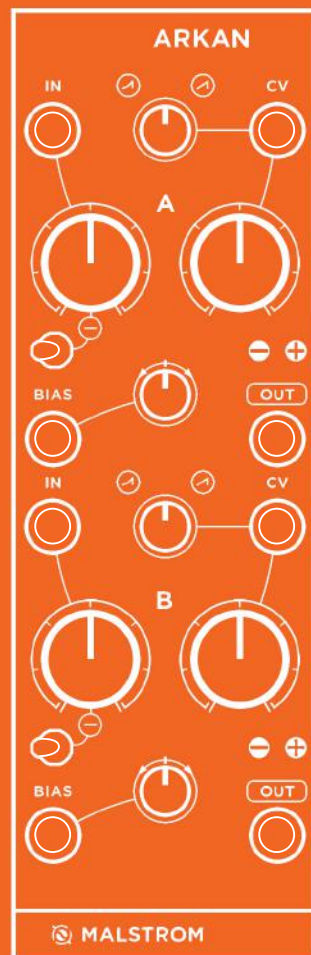 ARKAN
IN CV
A
BIAS OUT
IN CV
B
BIAS OUT
MALSTROM